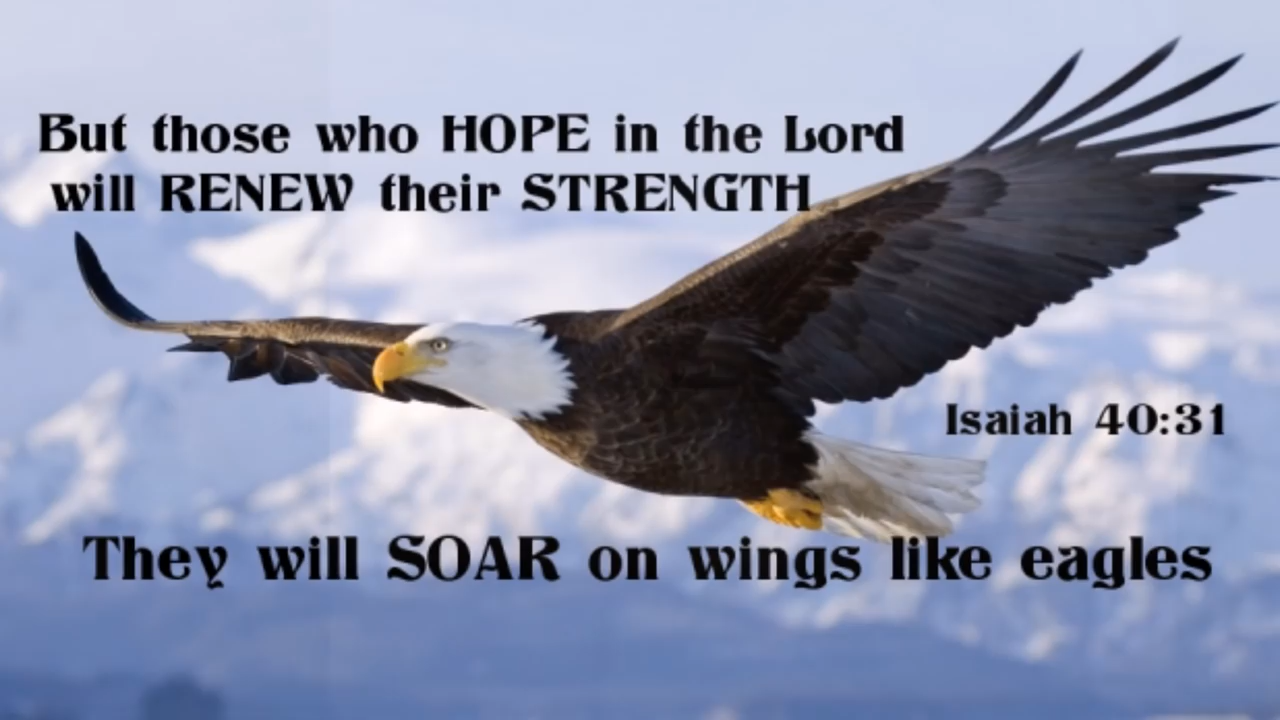 But those who HOPE in the Lord
will RENEW their STRENGTH
Isaiah 40:31
They will SOAR on wings like eagles